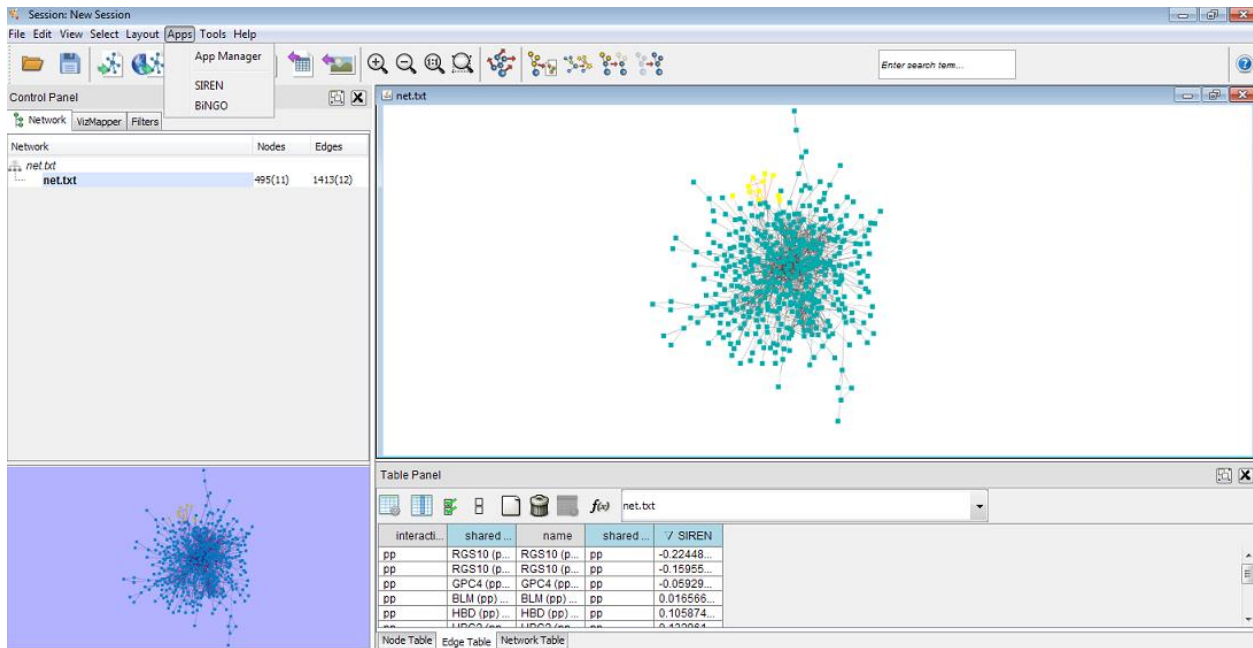 Session: New Session
File Edit View Select Layout Apps Tools Help
App Manager
SIREN
BiNGO
Enter search term...
Control Panel
Network VizMapper Filters
Network Nodes Edges
net.txt
net.txt 495(11) 1413(12)
net.txt
Table Panel
f(x) net.txt
interacti... shared ... name shared ... SIREN
pp RGS10 (p... RGS10 (p... pp -0.22448...
pp RGS10 (p... RGS10 (p... pp -0.15955...
pp GPC4 (pp... GPC4 (pp... pp -0.05929...
pp BLM (pp) ... BLM (pp) ... pp 0.016566...
pp HBD (pp) ... HBD (pp) ... pp 0.105874...
Node Table Edge Table Network Table